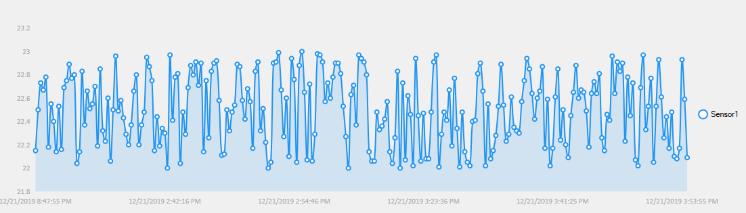 23.2
23
22.8
22.6
22.4
22.2
22
21.8
Sensor1
12/21/2019 8:47:55 PM
12/21/2019 2:42:16 PM
12/21/2019 2:54:46 PM
12/21/2019 3:23:36 PM
12/21/2019 3:41:25 PM
12/21/2019 3:53:55 PM